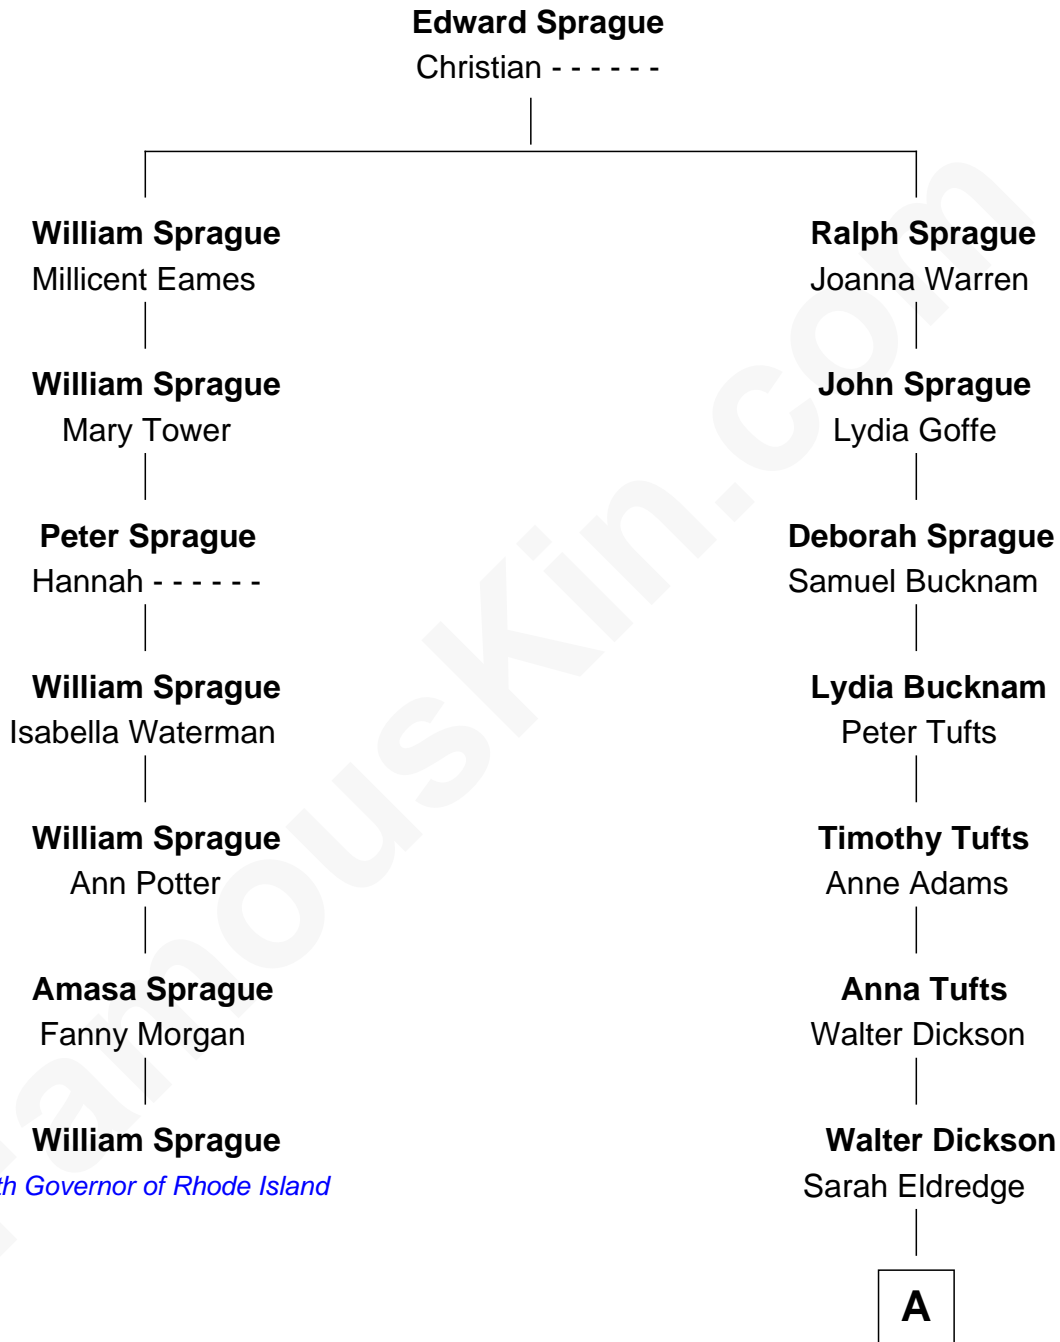 Edward Sprague
Christian - - - - - -
William Sprague
Millicent Eames
William Sprague
Mary Tower
Peter Sprague
Hannah - - - - - -
William Sprague
Isabella Waterman
William Sprague
Ann Potter
Amasa Sprague
Fanny Morgan
William Sprague
th Governor of Rhode Island
Ralph Sprague
Joanna Warren
John Sprague
Lydia Goffe
Deborah Sprague
Samuel Bucknam
Lydia Bucknam
Peter Tufts
Timothy Tufts
Anne Adams
Anna Tufts
Walter Dickson
Walter Dickson
Sarah Eldredge
A
FamousKin.com